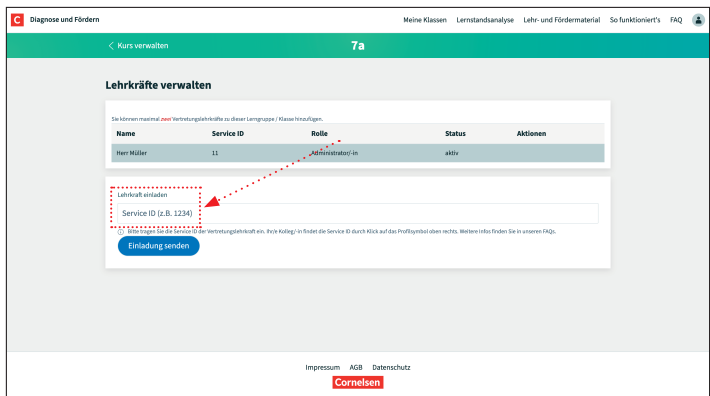 C Diagnose und Fördern Meine Klassen Lernstandsanalyse Lehr- und Fördermaterial So funktioniert's FAQ
< Kurs verwalten 7a
Lehrkräfte verwalten
Sie können maximal zwei Vertretungslehrkräfte zu dieser Lerngruppe / Klasse hinzufügen.
Name Service ID Rolle Status Aktionen
Herr Müller 11 Administrator/-in aktiv
Lehrkraft einladen
Service ID (z.B. 1234)
Bitte tragen Sie die Service ID der Vertretungslehrkraft ein. Ihr/e Kolleg/-in findet die Service ID durch Klick auf das Profilsymbol oben rechts. Weitere Infos finden Sie in unseren FAQs.
Einladung senden
Impressum AGB Datenschutz
Cornelsen